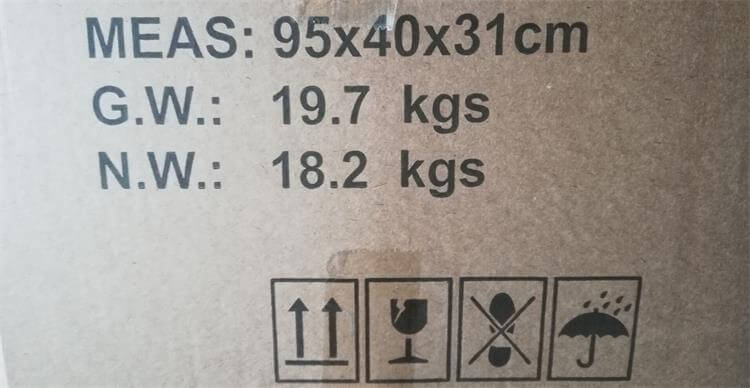 MEAS: 95x40x31cm
G.W.: 19.7 kgs
N.W.: 18.2 kgs